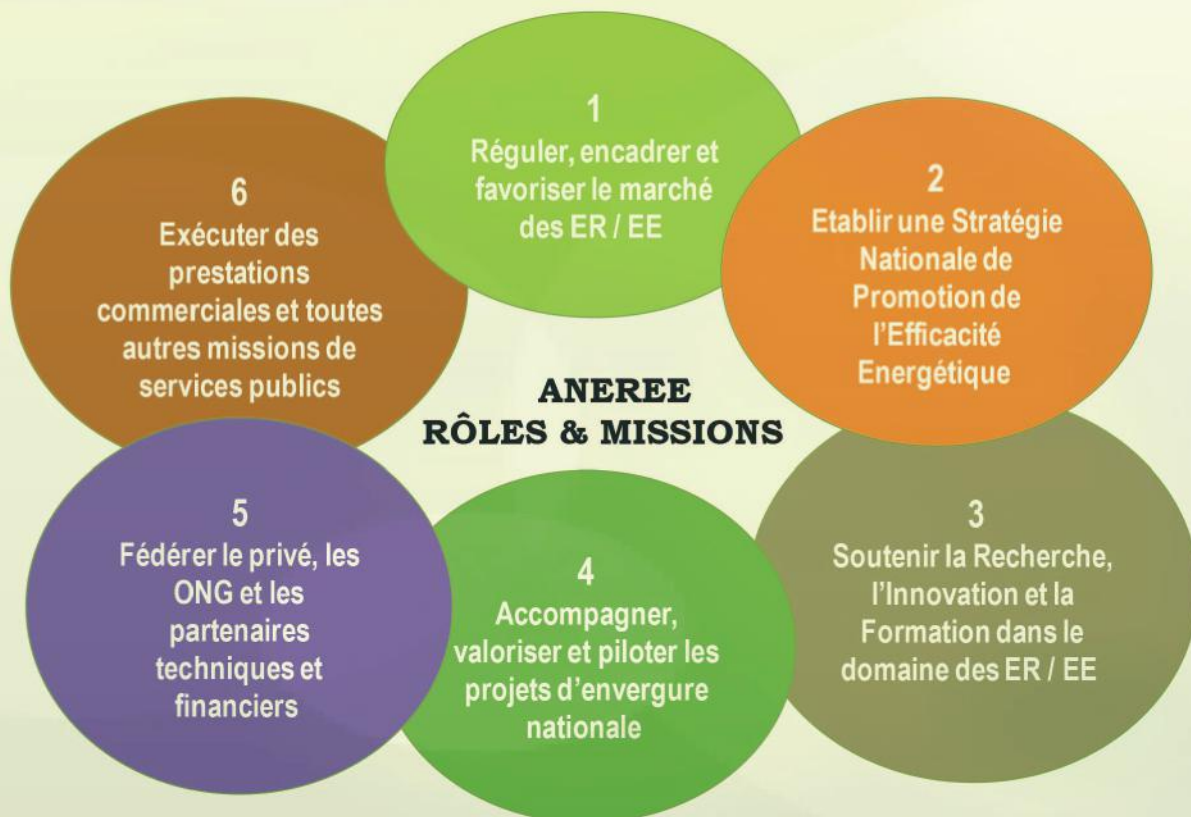 1
Réguler, encadrer et
favoriser le marché
des ER / EE
2
Etablir une Stratégie
Nationale de
Promotion de
l'Efficacité
Energétique
3
Soutenir la Recherche,
l'Innovation et la
Formation dans le
domaine des ER / EE
4
Accompagner,
valoriser et piloter les
projets d'envergure
nationale
5
Fédérer le privé, les
ONG et les
partenaires
techniques et
financiers
6
Exécuter des
prestations
commerciales et toutes
autres missions de
services publics
ANEREE
RÔLES & MISSIONS